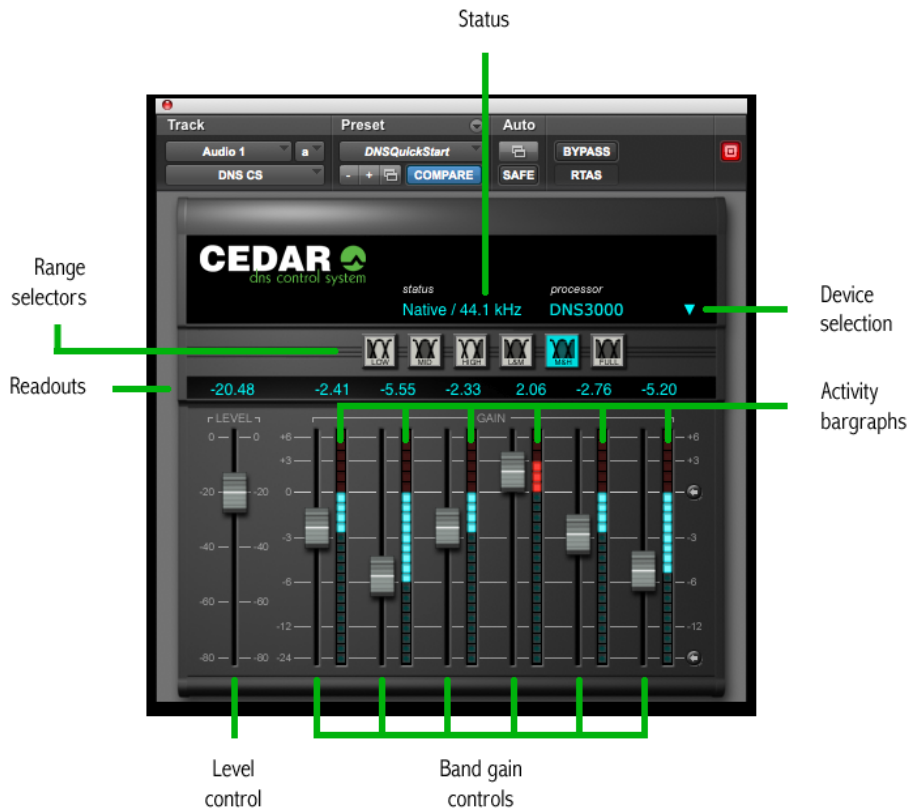 Status
Track
Preset
Auto
Audio 1
a
DNSQuickStart
BYPASS
DNS CS
- +
COMPARE
SAFE
RTAS
CEDAR
dns control system
status
processor
Native / 44.1 kHz
DNS3000
Range
selectors
Device
selection
LOW
MID
HIGH
L&M
M&H
FULL
Readouts
-20.48
-2.41
-5.55
-2.33
2.06
-2.76
-5.20
Activity
bargraphs
LEVEL
GAIN
0
0
+6
+6
+3
+3
-20
-20
0
0
-40
-40
-3
-3
-60
-60
-6
-6
-12
-12
-80
-80
-24
-24
Level
control
Band gain
controls